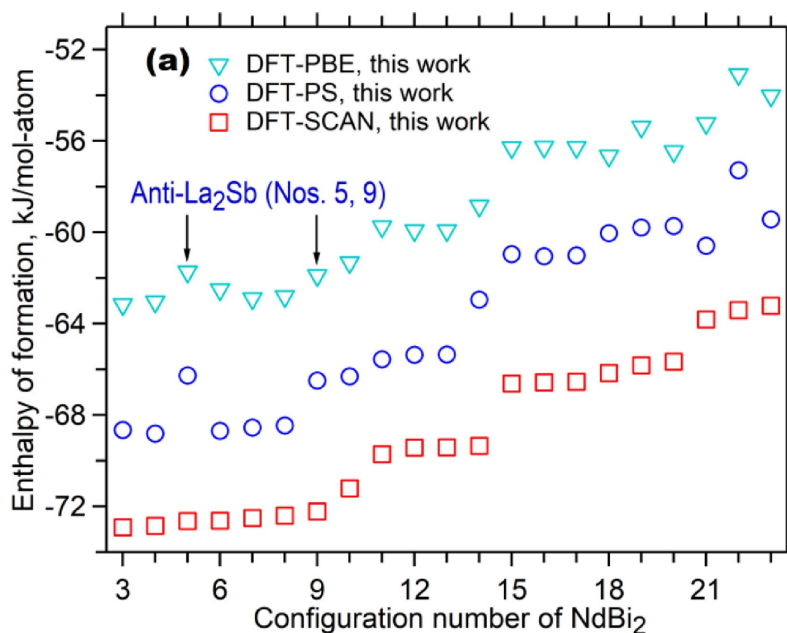 (a)
DFT-PBE, this work
DFT-PS, this work
DFT-SCAN, this work
Anti-La₂Sb (Nos. 5, 9)
Enthalpy of formation, kJ/mol-atom
-52
-56
-60
-64
-68
-72
3 6 9 12 15 18 21
Configuration number of NdBi₂